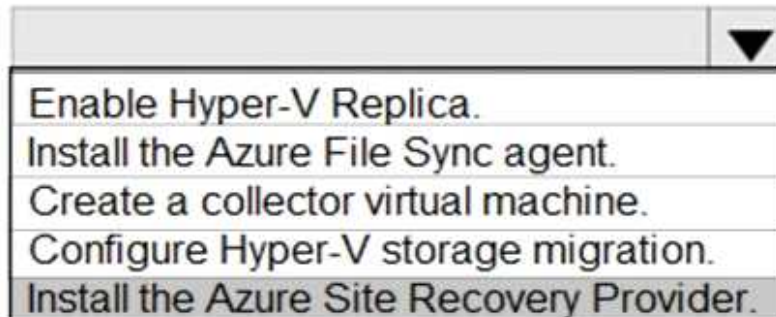 Enable Hyper-V Replica.
Install the Azure File Sync agent.
Create a collector virtual machine.
Configure Hyper-V storage migration.
Install the Azure Site Recovery Provider.